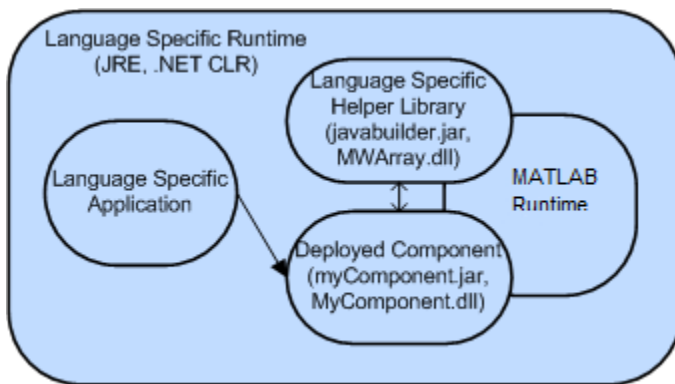 Language Specific Runtime
(JRE, .NET CLR)
Language Specific
Helper Library
(javabuilder.jar,
MWArray.dll)
Language Specific
Application
MATLAB
Runtime
Deployed Component
(myComponent.jar,
MyComponent.dll)